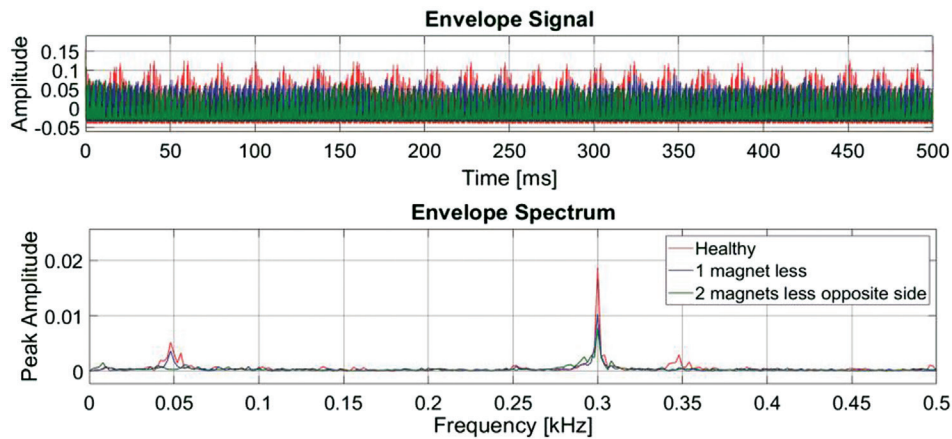 Envelope Signal
Amplitude
0.15
0.1
0.05
0
-0.05
0 50 100 150 200 250 300 350 400 450 500
Time [ms]
Envelope Spectrum
Peak Amplitude
0.02
0.01
0
Healthy
1 magnet less
2 magnets less opposite side
0 0.05 0.1 0.15 0.2 0.25 0.3 0.35 0.4 0.45 0.5
Frequency [kHz]